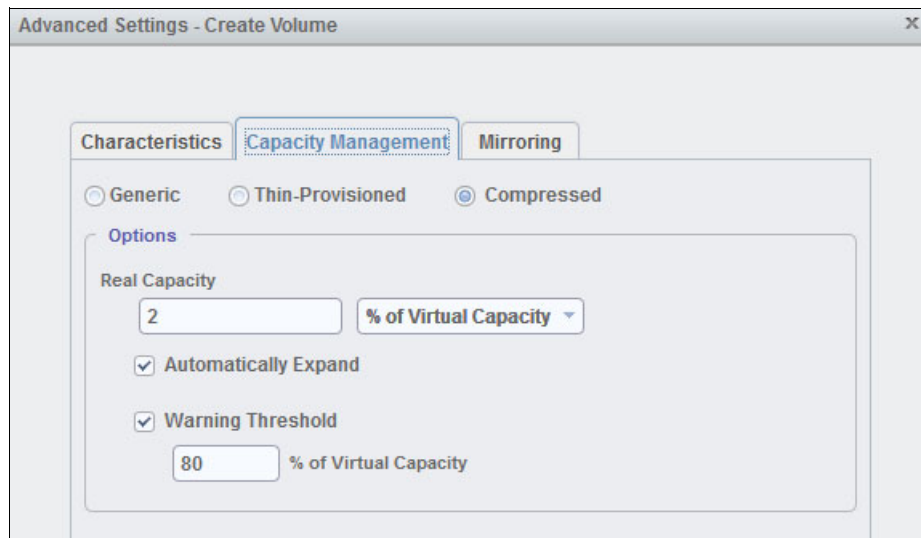 Advanced Settings - Create Volume x
Characteristics Capacity Management Mirroring
Generic Thin-Provisioned Compressed
Options
Real Capacity
2 % of Virtual Capacity
Automatically Expand
Warning Threshold
80 % of Virtual Capacity